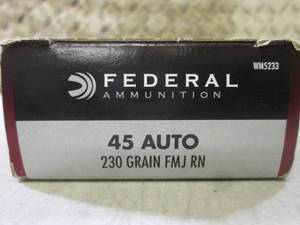 WM5233
FEDERAL
AMMUNITION
45 AUTO
230 GRAIN FMJ RN